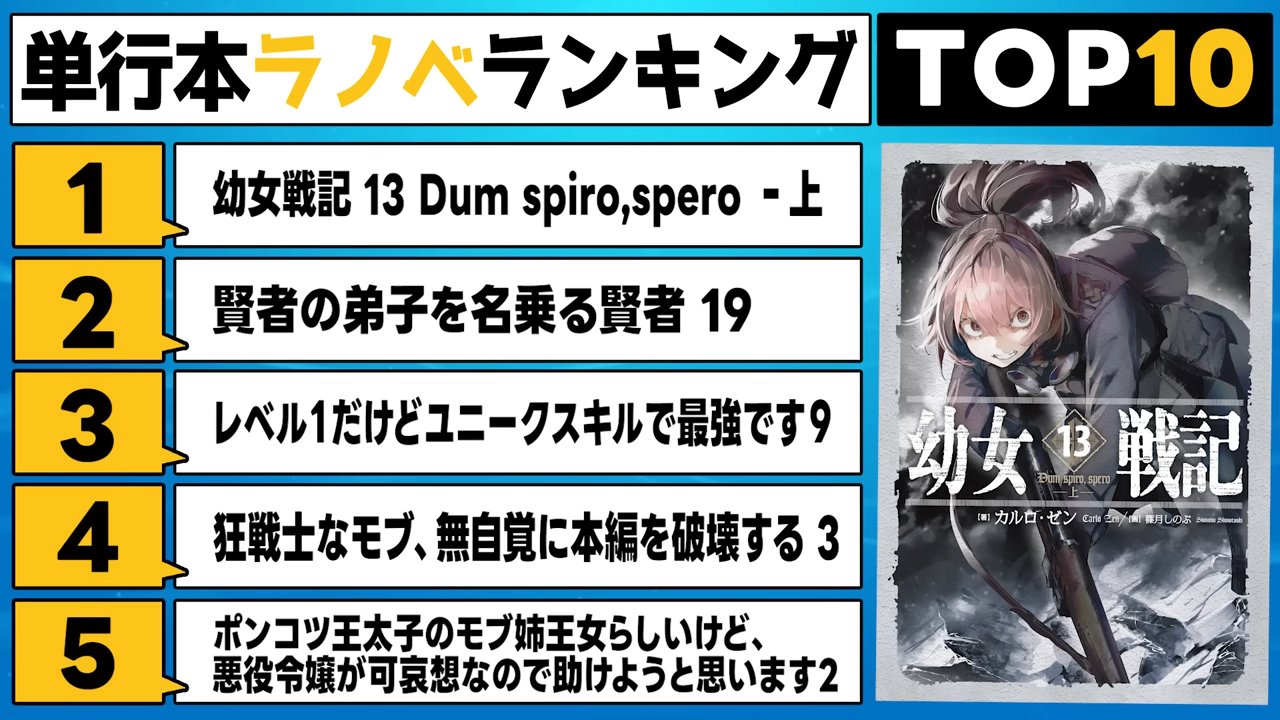 単行本ラノベランキング
TOP10
1
幼女戦記 13 Dum spiro,spero －上
2
賢者の弟子を名乗る賢者 19
3
レベル1だけどユニークスキルで最強です9
4
狂戦士なモブ、無自覚に本編を破壊する 3
5
ポンコツ王太子のモブ姉王女らしいけど、
悪役令嬢が可哀想なので助けようと思います2
幼女 13 戦記
Dum spiro, spero
―上―
[著] カルロ・ゼン Carlo Zen / [画] 篠月しのぶ Shinobu Shinotsuki